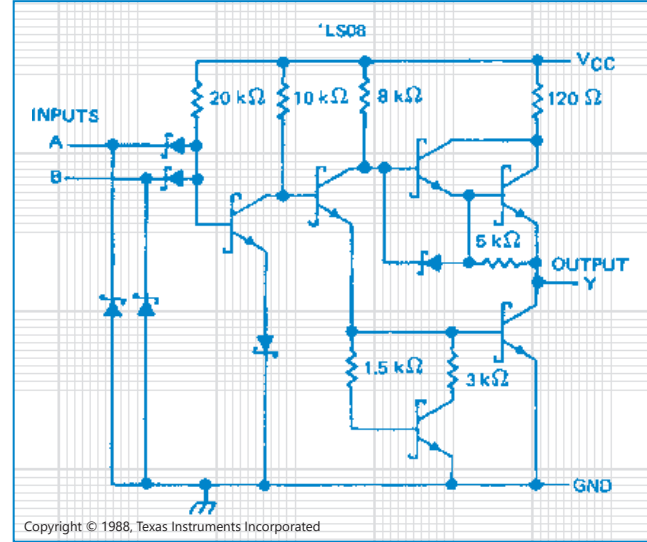 'LS08
VCC
20 kΩ 10 kΩ 8 kΩ 120 Ω
INPUTS
A
B
5 kΩ
OUTPUT
Y
1.5 kΩ 3 kΩ
GND
Copyright © 1988, Texas Instruments Incorporated